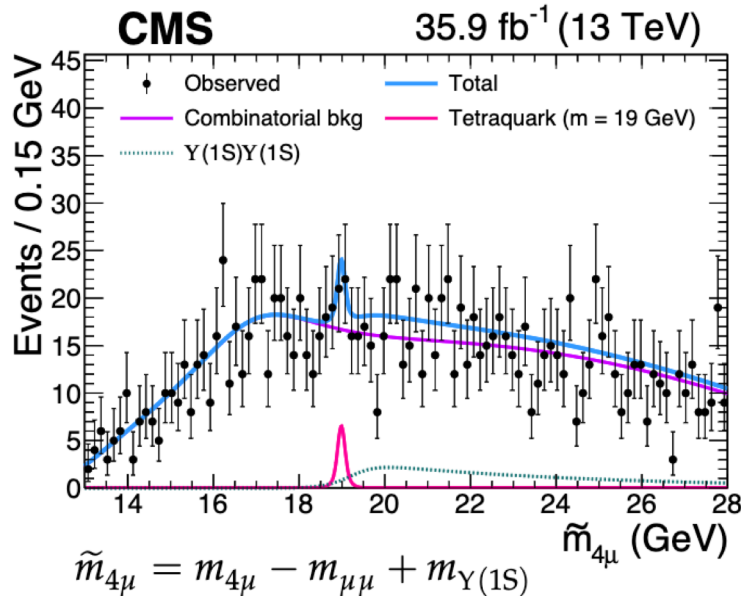 CMS 35.9 fb⁻¹ (13 TeV)
Events / 0.15 GeV
45
40
35
30
25
20
15
10
5
0
Observed Total
Combinatorial bkg Tetraquark (m = 19 GeV)
Υ(1S)Υ(1S)
14 16 18 20 22 24 26 28
m̃₄μ (GeV)
m̃₄μ = m₄μ − mμμ + m_Υ(1S)